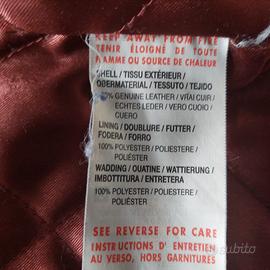 KEEP AWAY FROM FIRE
TENIR ÉLOIGNÉ DE TOUTE
FLAMME OU SOURCE DE CHALEUR
SHELL / TISSU EXTÉRIEUR /
OBERMATERIAL / TESSUTO / TEJIDO
100% GENUINE LEATHER / VRAI CUIR /
ECHTES LEDER / VERO CUOIO /
CUERO
LINING / DOUBLURE / FUTTER /
FODERA / FORRO
100% POLYESTER / POLIESTERE /
POLIÉSTER
WADDING / OUATINE / WATTIERUNG /
IMBOTTITURA / ENTRETERA
100% POLYESTER / POLIESTERE /
POLIÉSTER
SEE REVERSE FOR CARE
INSTRUCTIONS D' ENTRETIEN
AU VERSO, HORS GARNITURES
subito